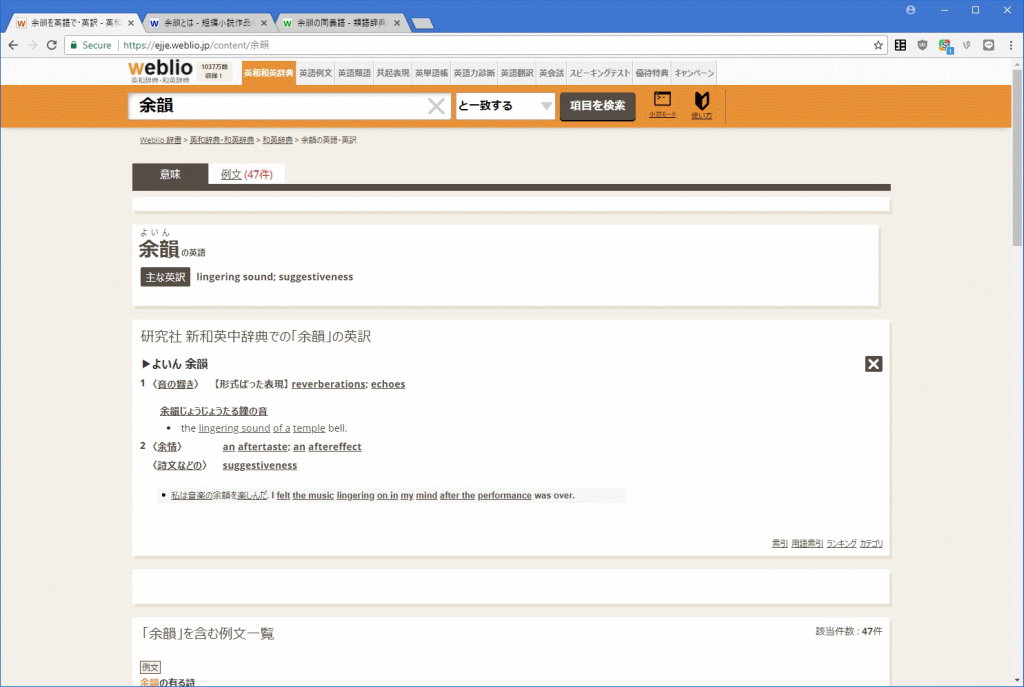 余韻を英語で・英訳 - 英和
余韻とは - 短編小説作品
余韻の同義語 - 類語辞典
Secure
https://ejje.weblio.jp/content/余韻
weblio
英和辞典・和英辞典
1037万語
収録！
英和和英辞典
英語例文
英語類語
共起表現
英単語帳
英語力診断
英語翻訳
英会話
スピーキングテスト
優待特典
キャンペーン
余韻
と一致する
項目を検索
小窓モード
使い方
Weblio 辞書 > 英和辞典・和英辞典 > 和英辞典 > 余韻の英語・英訳
意味
例文 (47件)
よいん
余韻の英語
主な英訳 lingering sound; suggestiveness
研究社 新和英中辞典での「余韻」の英訳
▶よいん 余韻
1 〈音の響き〉 【形式ばった表現】 reverberations; echoes
余韻じょうじょうたる鐘の音
• the lingering sound of a temple bell.
2 〈余情〉 an aftertaste; an aftereffect
〈詩文などの〉 suggestiveness
• 私は音楽の余韻を楽しんだ. I felt the music lingering on in my mind after the performance was over.
索引 用語索引 ランキング カテゴリ
「余韻」を含む例文一覧
該当件数 : 47件
例文
余韻の有る詩